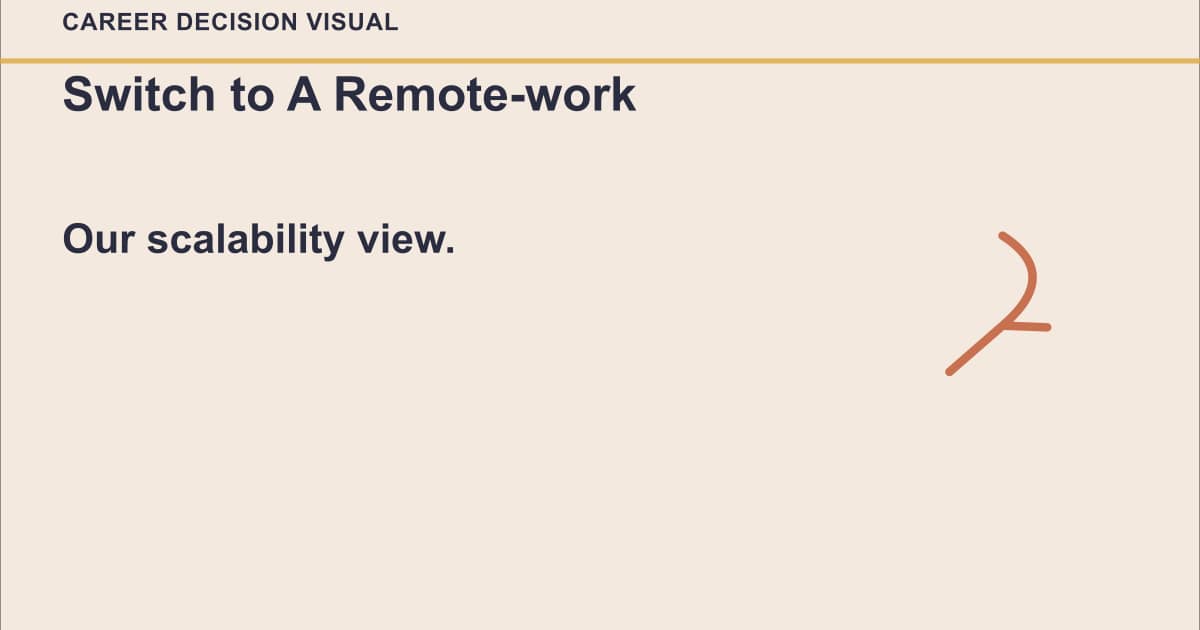 CAREER DECISION VISUAL
Switch to A Remote-work
Our scalability view.